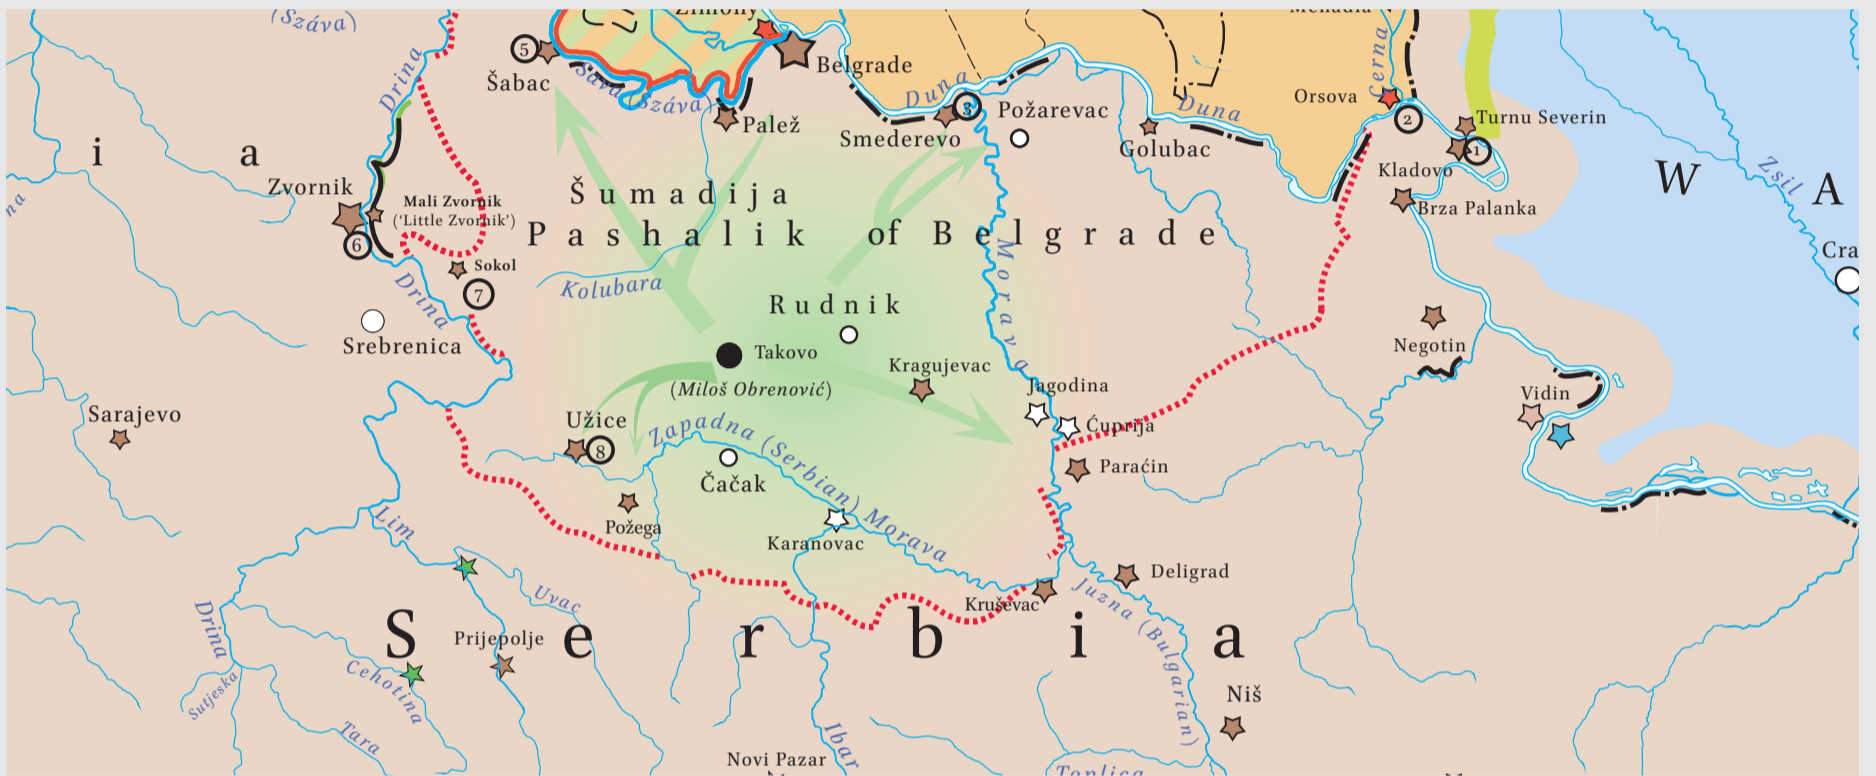 (Száva)
Drina
5
Šabac
Sava (Száva)
Zimony
Belgrade
Palež
Duna
3
Smederevo
Požarevac
Golubac
Duna
Mehadia
Cerna
Orsova
2
Turnu Severin
1
Kladovo
Brza Palanka
W
A
Zsil
Cra
i a
na
Zvornik
6
Mali Zvornik
(‘Little Zvornik’)
Sokol
7
Drina
Srebrenica
Šumadija
Pashalik of Belgrade
Kolubara
Morava
Rudnik
Takovo
(Miloš Obrenović)
Kragujevac
Jagodina
Ćuprija
Paraćin
Negotin
Vidin
Sarajevo
Užice
8
Požega
Zapadna (Serbian) Morava
Čačak
Karanovac
Kruševac
Deligrad
Juzna (Bulgarian)
Lim
Uvac
Drina
Sutjeska
Cehotina
Tara
Prijepolje
Serbia
Niš
Novi Pazar
Ibar
Toplica